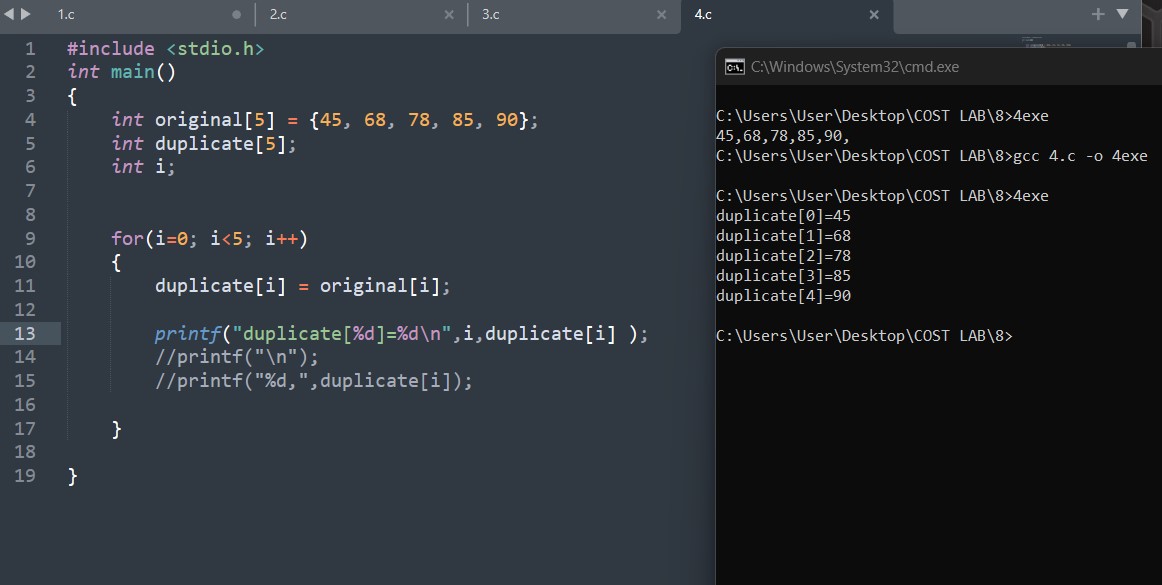 1.c
2.c
3.c
4.c
1 #include <stdio.h>
2 int main()
3 {
4 int original[5] = {45, 68, 78, 85, 90};
5 int duplicate[5];
6 int i;
7
8
9 for(i=0; i<5; i++)
10 {
11 duplicate[i] = original[i];
12
13 printf("duplicate[%d]=%d\n",i,duplicate[i] );
14 //printf("\n");
15 //printf("%d,",duplicate[i]);
16
17 }
18
19 }
C:\Windows\System32\cmd.exe
C:\Users\User\Desktop\COST LAB\8>4exe
45,68,78,85,90,
C:\Users\User\Desktop\COST LAB\8>gcc 4.c -o 4exe
C:\Users\User\Desktop\COST LAB\8>4exe
duplicate[0]=45
duplicate[1]=68
duplicate[2]=78
duplicate[3]=85
duplicate[4]=90
C:\Users\User\Desktop\COST LAB\8>